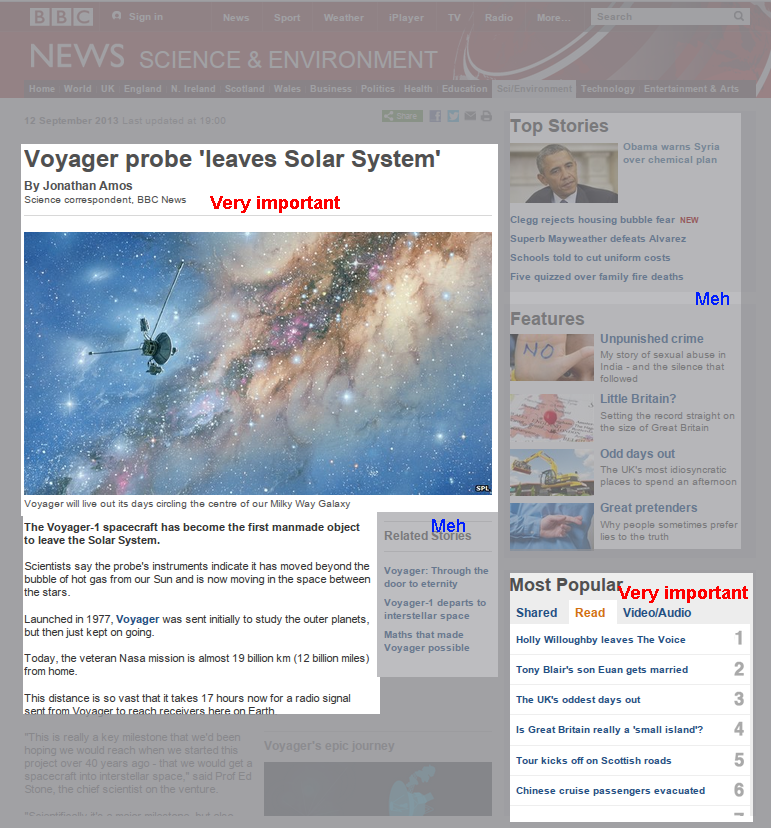 BBC Sign in News Sport Weather iPlayer TV Radio More... Search
NEWS SCIENCE & ENVIRONMENT
Home World UK England N. Ireland Scotland Wales Business Politics Health Education Sci/Environment Technology Entertainment & Arts
12 September 2013 Last updated at 19:00
Share
Voyager probe 'leaves Solar System'
By Jonathan Amos
Science correspondent, BBC News
Very important
SPL
Voyager will live out its days circling the centre of our Milky Way Galaxy
The Voyager-1 spacecraft has become the first manmade object
to leave the Solar System.
Scientists say the probe's instruments indicate it has moved beyond the
bubble of hot gas from our Sun and is now moving in the space between
the stars.
Launched in 1977, Voyager was sent initially to study the outer planets,
but then just kept on going.
Today, the veteran Nasa mission is almost 19 billion km (12 billion miles)
from home.
This distance is so vast that it takes 17 hours now for a radio signal
sent from Voyager to reach receivers here on Earth.
Meh
Related Stories
Voyager: Through the
door to eternity
Voyager-1 departs to
interstellar space
Maths that made
Voyager possible
"This is really a key milestone that we'd been
hoping we would reach when we started this
project over 40 years ago - that we would get a
spacecraft into interstellar space," said Prof Ed
Stone, the chief scientist on the venture.
"Scientifically it's a major milestone, but also
Voyager's epic journey
Top Stories
Obama warns Syria
over chemical plan
Clegg rejects housing bubble fear NEW
Superb Mayweather defeats Alvarez
Schools told to cut uniform costs
Five quizzed over family fire deaths
Meh
Features
NO
Unpunished crime
My story of sexual abuse in
India - and the silence that
followed
Little Britain?
Setting the record straight on
the size of Great Britain
Odd days out
The UK's most idiosyncratic
places to spend an afternoon
Great pretenders
Why people sometimes prefer
lies to the truth
Most Popular
Very important
Shared Read Video/Audio
Holly Willoughby leaves The Voice 1
Tony Blair's son Euan gets married 2
The UK's oddest days out 3
Is Great Britain really a 'small island'? 4
Tour kicks off on Scottish roads 5
Chinese cruise passengers evacuated 6